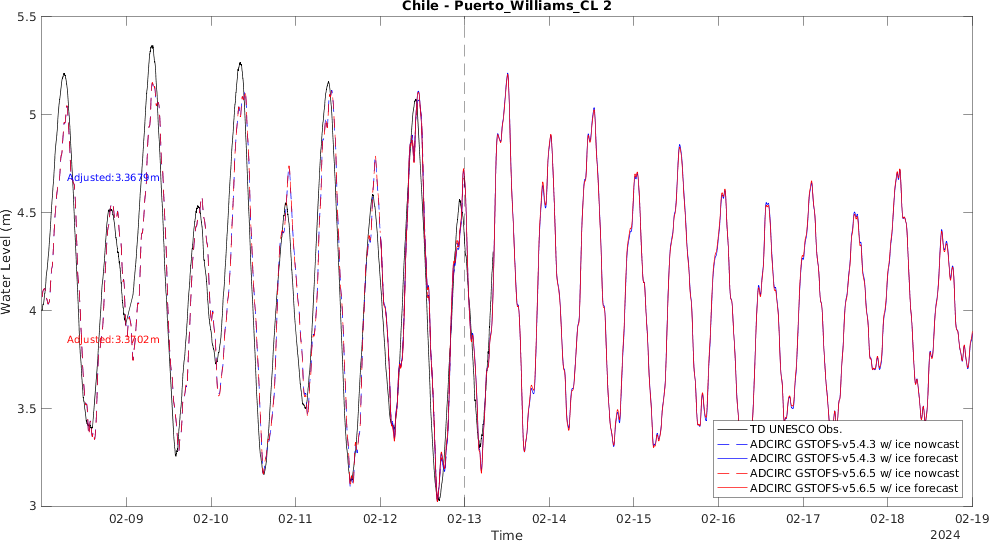 Chile - Puerto_Williams_CL 2
5.5
5
4.5
4
3.5
3
Water Level (m)
Adjusted:3.3679m
Adjusted:3.3702m
TD UNESCO Obs.
ADCIRC GSTOFS-v5.4.3 w/ ice nowcast
ADCIRC GSTOFS-v5.4.3 w/ ice forecast
ADCIRC GSTOFS-v5.6.5 w/ ice nowcast
ADCIRC GSTOFS-v5.6.5 w/ ice forecast
02-09 02-10 02-11 02-12 02-13 02-14 02-15 02-16 02-17 02-18 02-19
Time
2024